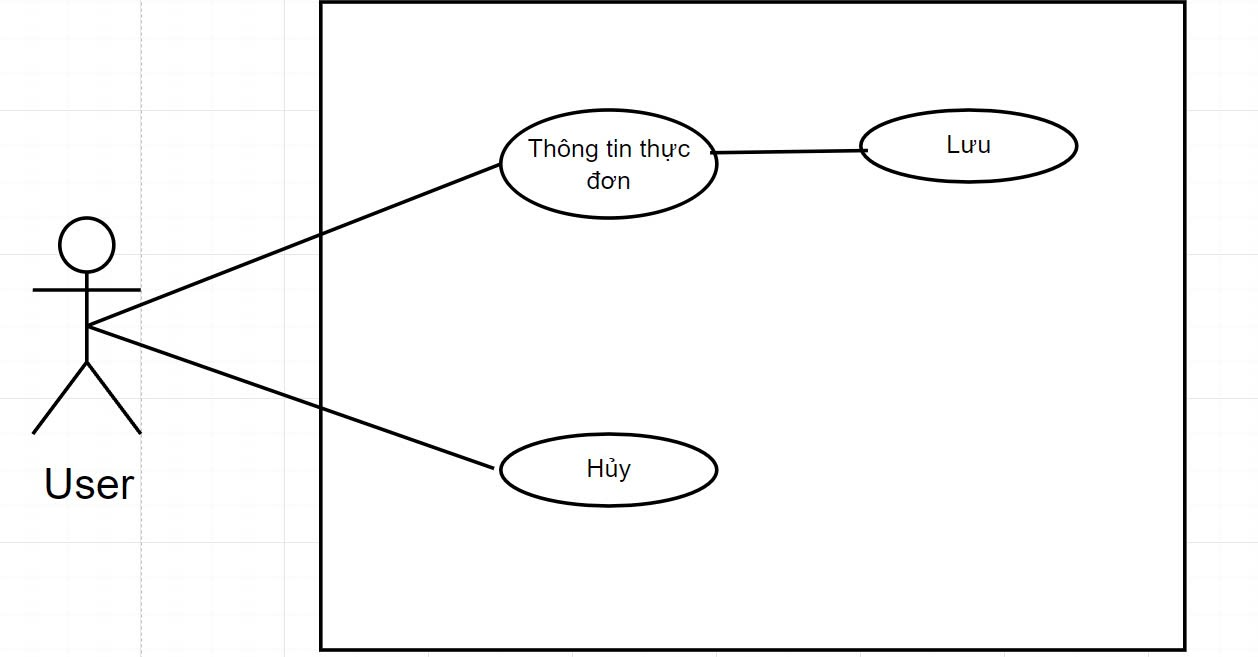 Thông tin thực
đơn
Lưu
Hủy
User